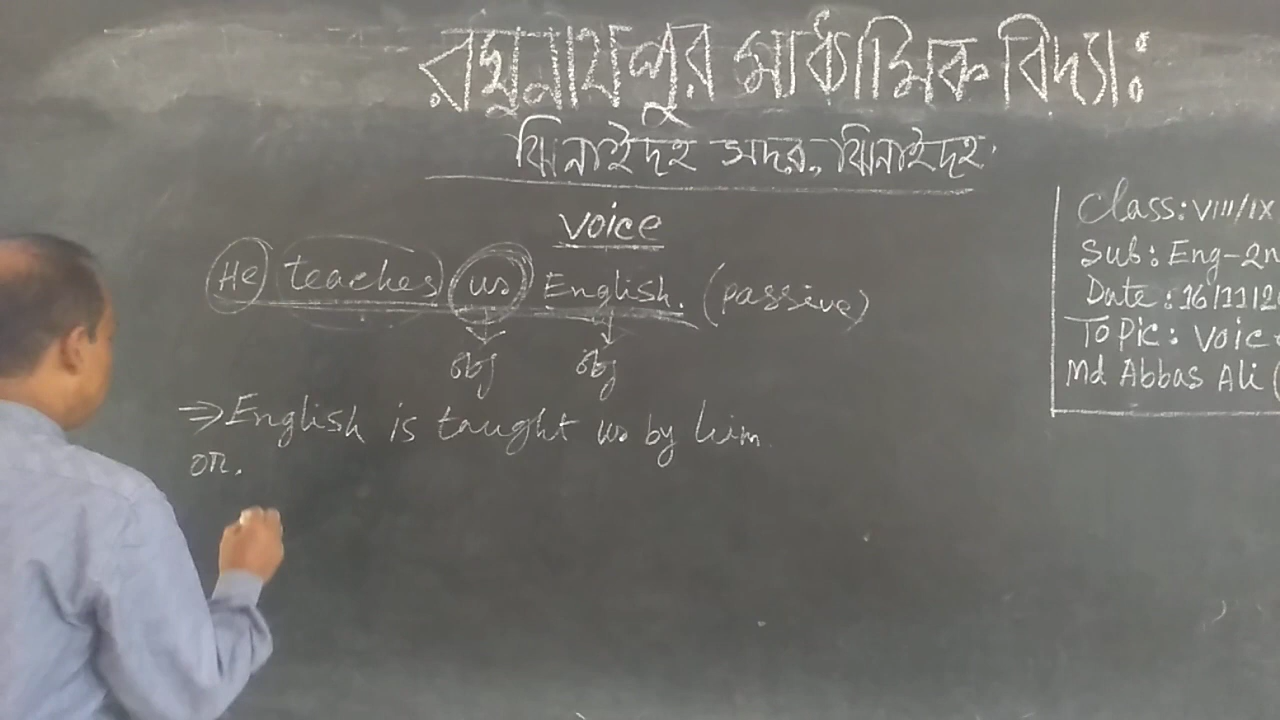 রঘুনাথপুর মাধ্যমিক বিদ্যাঃ
ঝিনাইদহ সদর, ঝিনাইদহ
Voice
He teaches us English. (passive)
obj obj
⇒ English is taught us by him.
or.
Class: VIII/IX
Sub: Eng-2n
Date: 16/11/2
Topic: Voice
Md Abbas Ali (